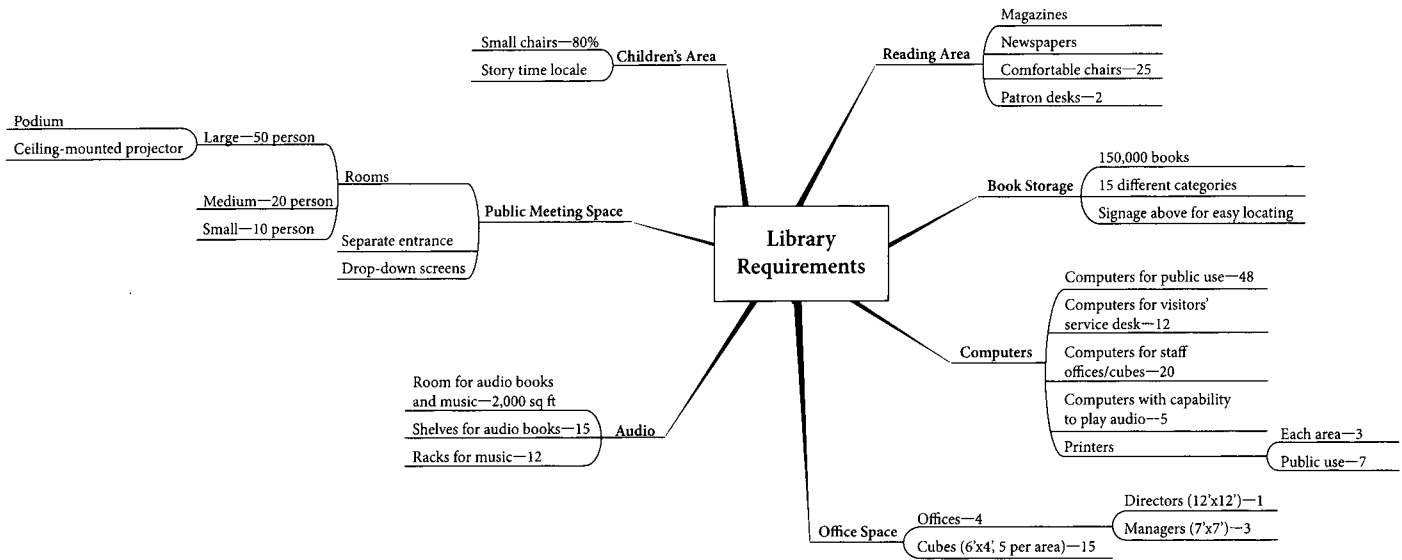 Library
Requirements
Children's Area
Small chairs—80%
Story time locale
Reading Area
Magazines
Newspapers
Comfortable chairs—25
Patron desks—2
Public Meeting Space
Rooms
Large—50 person
Podium
Ceiling-mounted projector
Medium—20 person
Small—10 person
Separate entrance
Drop-down screens
Book Storage
150,000 books
15 different categories
Signage above for easy locating
Computers
Computers for public use—48
Computers for visitors'
service desk—12
Computers for staff
offices/cubes—20
Computers with capability
to play audio--5
Printers
Each area—3
Public use—7
Audio
Room for audio books
and music—2,000 sq ft
Shelves for audio books—15
Racks for music—12
Office Space
Offices—4
Directors (12'x12')—1
Managers (7'x7')—3
Cubes (6'x4', 5 per area)—15